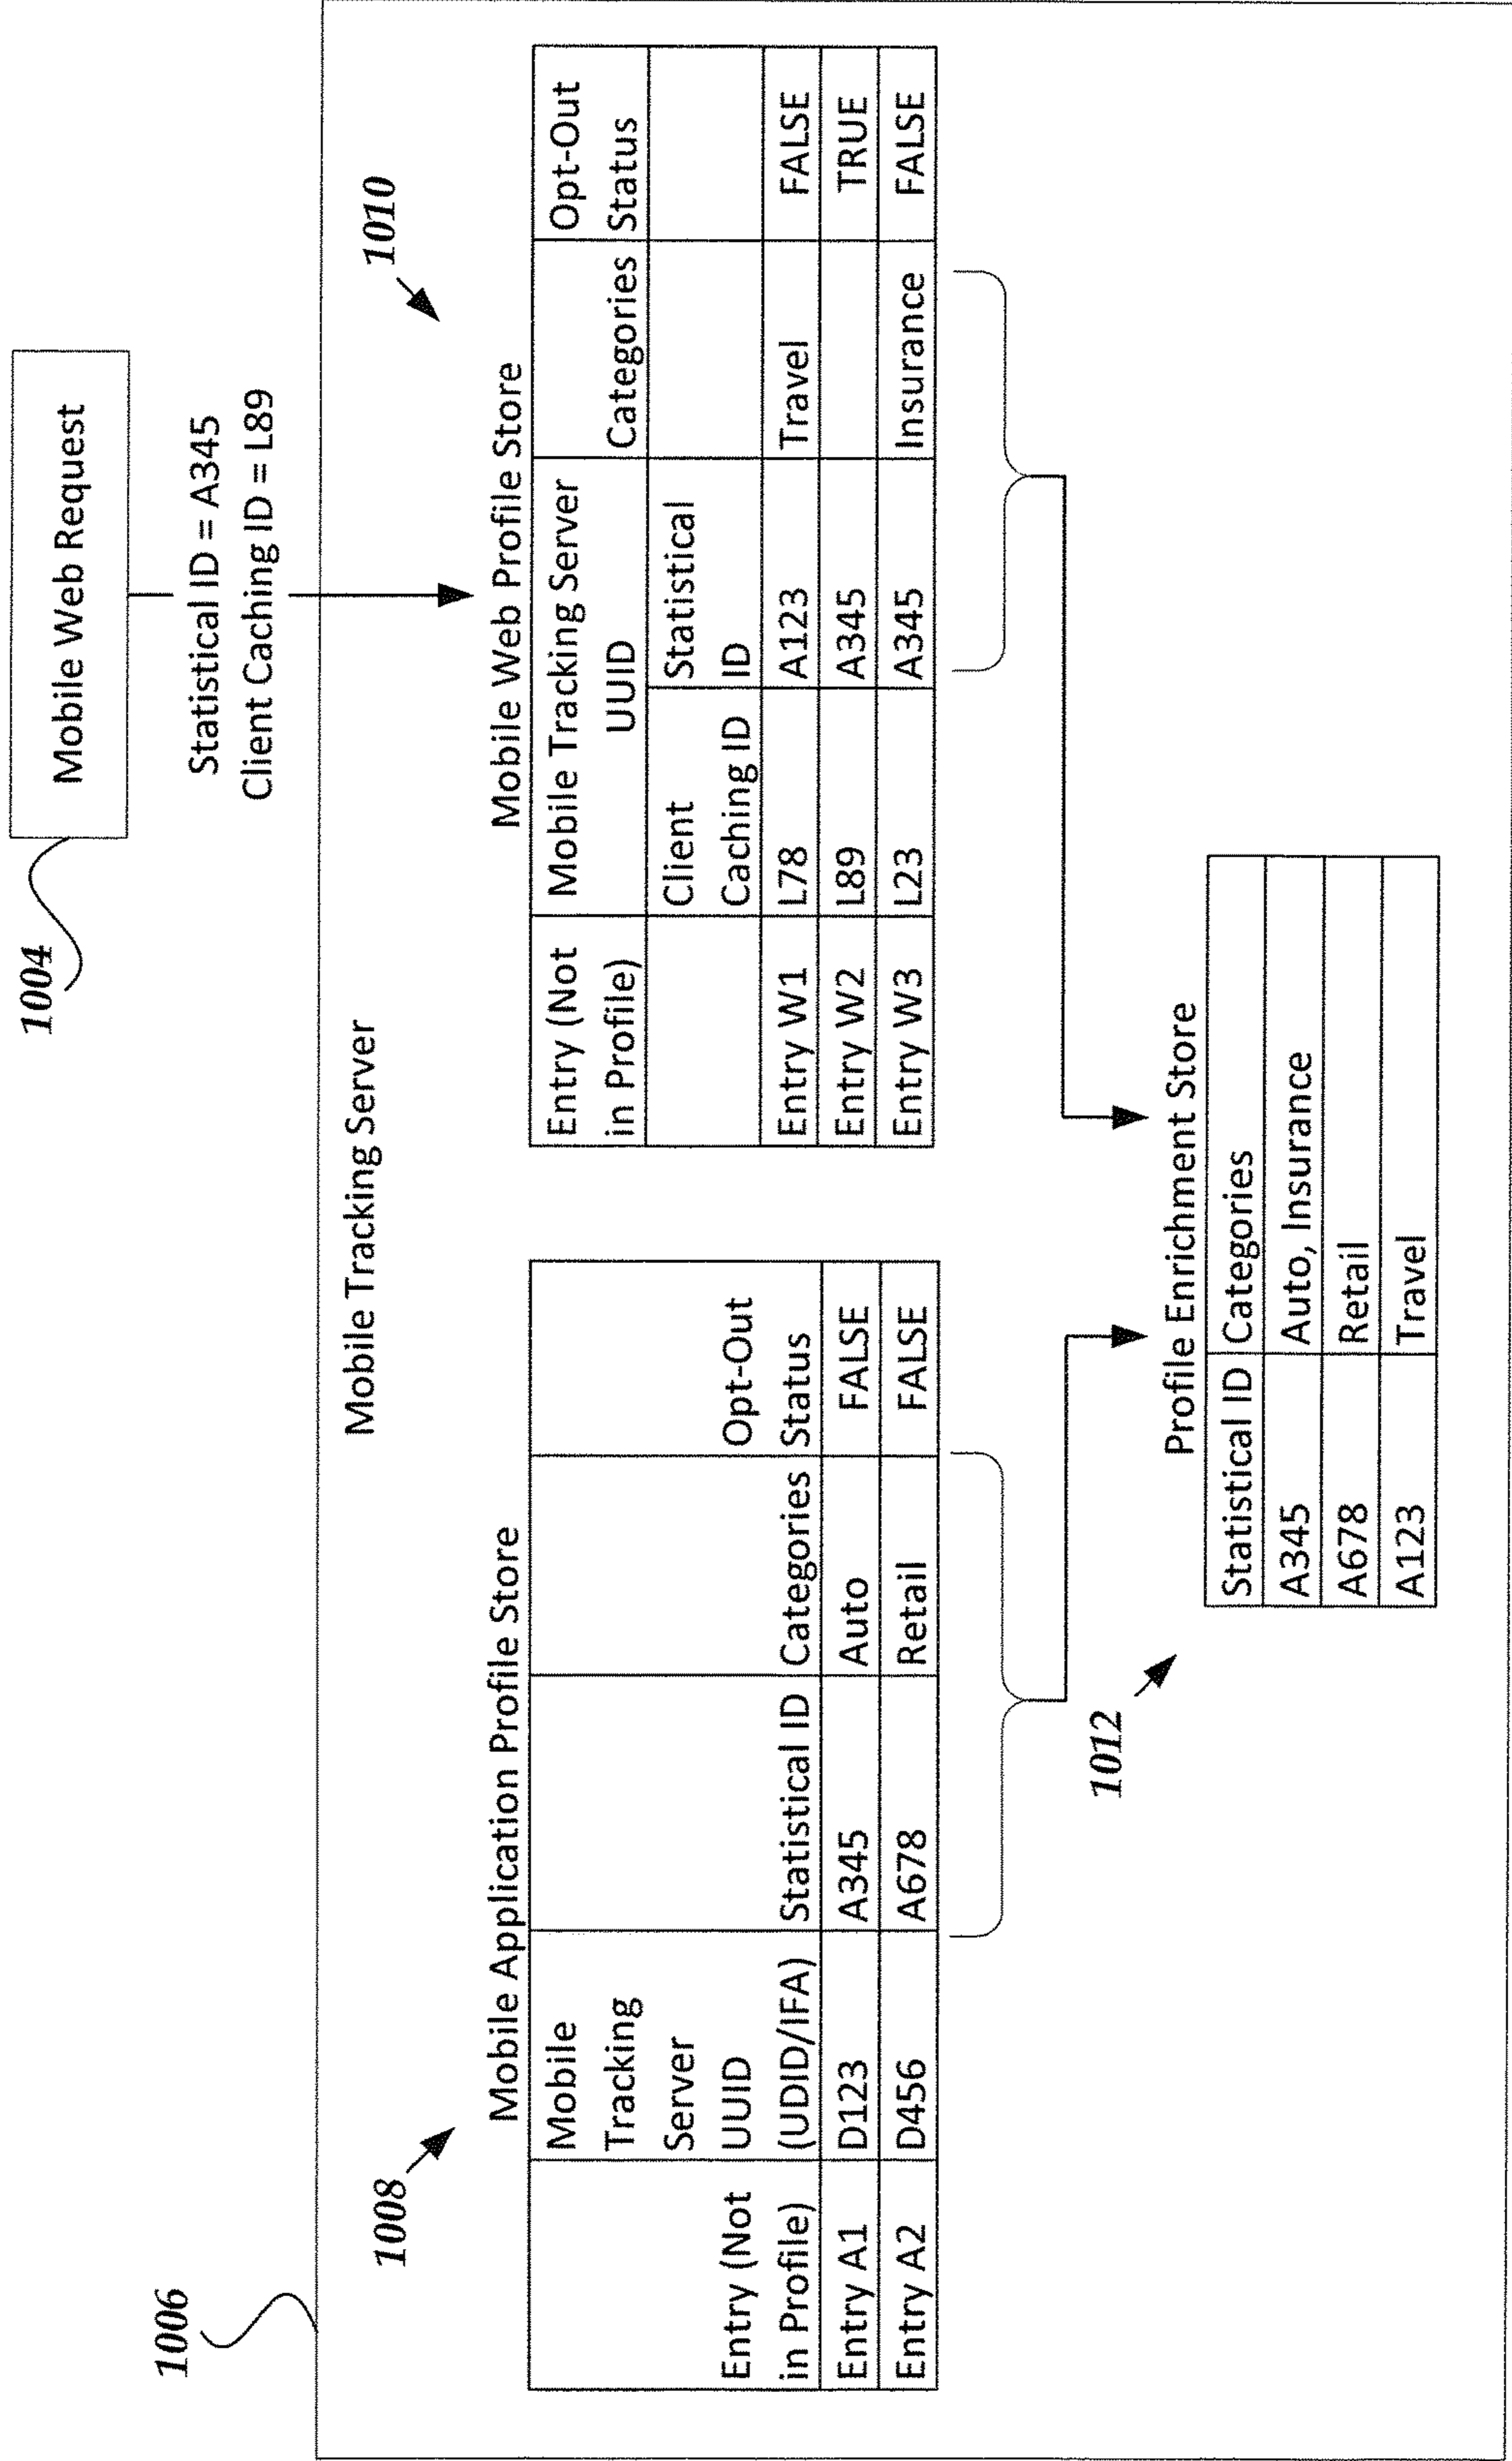 1004
Mobile Web Request
Statistical ID = A345
Client Caching ID = L89
1006
Mobile Tracking Server
1008
Mobile Application Profile Store
Entry (Not in Profile) Mobile Tracking Server UUID (UDID/IFA) Statistical ID Categories Opt-Out Status
Entry A1 D123 A345 Auto FALSE
Entry A2 D456 A678 Retail FALSE
1010
Mobile Web Profile Store
Entry (Not in Profile) Mobile Tracking Server UUID Categories Opt-Out Status
Client Caching ID Statistical ID
Entry W1 L78 A123 Travel FALSE
Entry W2 L89 A345 TRUE
Entry W3 L23 A345 Insurance FALSE
1012
Profile Enrichment Store
Statistical ID Categories
A345 Auto, Insurance
A678 Retail
A123 Travel